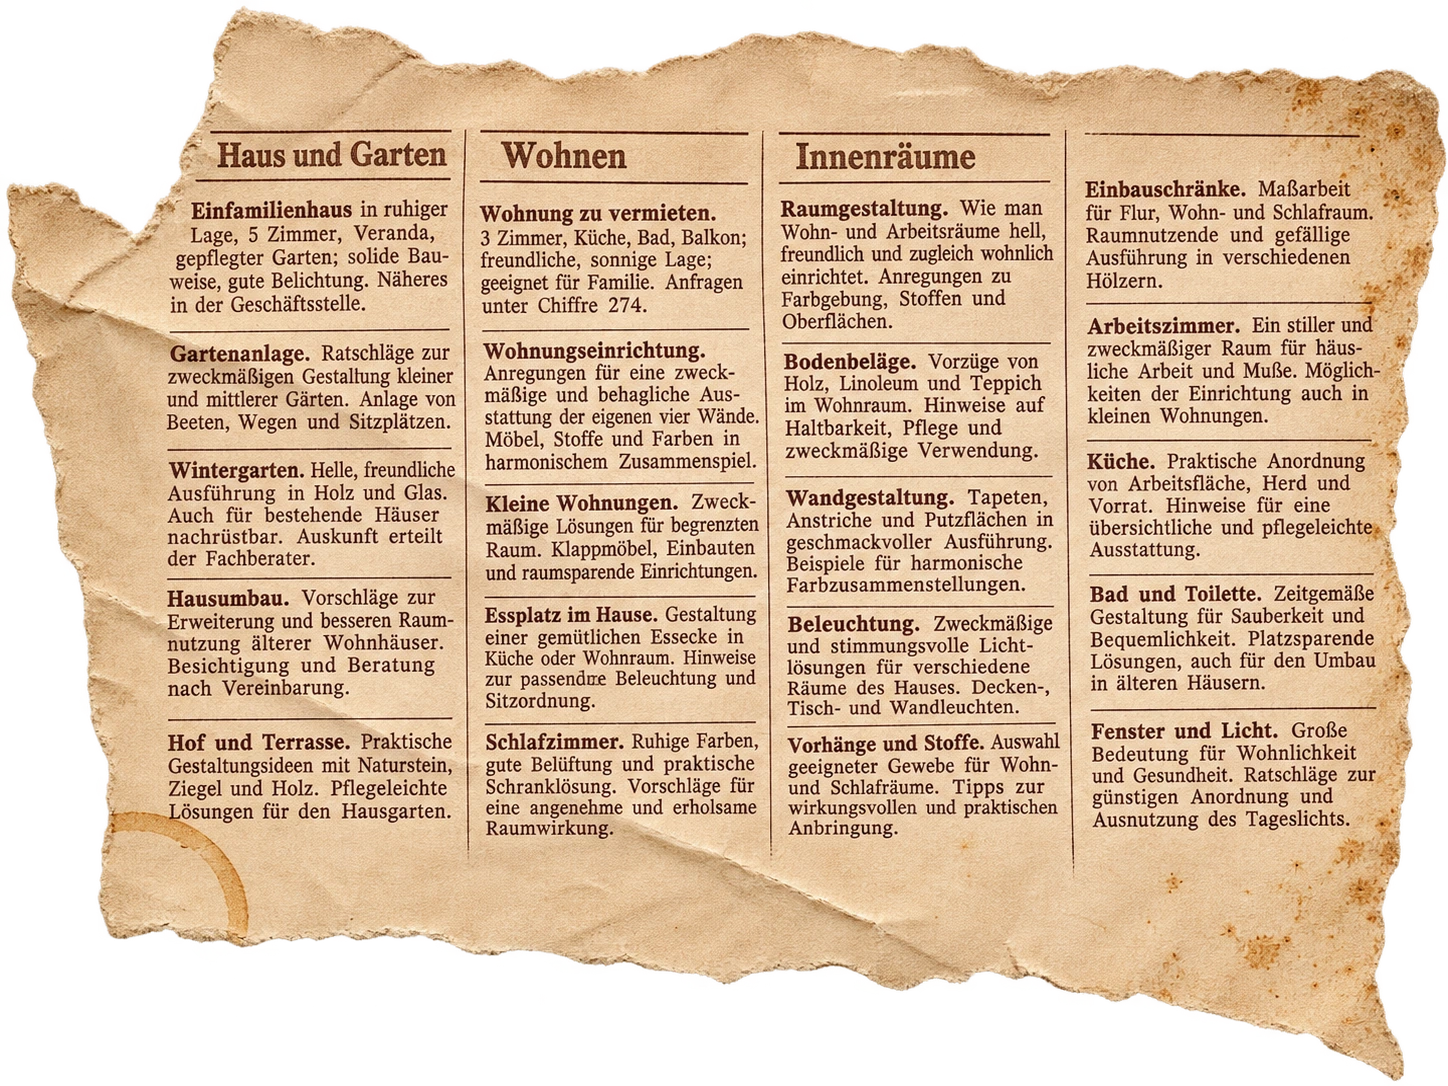 Haus und Garten
Einfamilienhaus in ruhiger
Lage, 5 Zimmer, Veranda,
gepflegter Garten; solide Bau-
weise, gute Belichtung. Näheres
in der Geschäftsstelle.
Gartenanlage. Ratschläge zur
zweckmäßigen Gestaltung kleiner
und mittlerer Gärten. Anlage von
Beeten, Wegen und Sitzplätzen.
Wintergarten. Helle, freundliche
Ausführung in Holz und Glas.
Auch für bestehende Häuser
nachrüstbar. Auskunft erteilt
der Fachberater.
Hausumbau. Vorschläge zur
Erweiterung und besseren Raum-
nutzung älterer Wohnhäuser.
Besichtigung und Beratung
nach Vereinbarung.
Hof und Terrasse. Praktische
Gestaltungsideen mit Naturstein,
Ziegel und Holz. Pflegeleichte
Lösungen für den Hausgarten.
Wohnen
Wohnung zu vermieten.
3 Zimmer, Küche, Bad, Balkon;
freundliche, sonnige Lage;
geeignet für Familie. Anfragen
unter Chiffre 274.
Wohnungseinrichtung.
Anregungen für eine zweck-
mäßige und behagliche Aus-
stattung der eigenen vier Wände.
Möbel, Stoffe und Farben in
harmonischem Zusammenspiel.
Kleine Wohnungen. Zweck-
mäßige Lösungen für begrenzten
Raum. Klappmöbel, Einbauten
und raumsparende Einrichtungen.
Essplatz im Hause. Gestaltung
einer gemütlichen Essecke in
Küche oder Wohnraum. Hinweise
zur Beleuchtung und
Sitzordnung.
Schlafzimmer. Ruhige Farben,
gute Belüftung und praktische
Schranklösung. Vorschläge für
eine angenehme und erholsame
Raumwirkung.
Innenräume
Raumgestaltung. Wie man
Wohn- und Arbeitsräume hell,
freundlich und zugleich wohnlich
einrichtet. Anregungen zu
Farbgebung, Stoffen und
Oberflächen.
Bodenbeläge. Vorzüge von
Holz, Linoleum und Teppich
im Wohnraum. Hinweise auf
Haltbarkeit, Pflege und
zweckmäßige Verwendung.
Wandgestaltung. Tapeten,
Anstriche und Putzflächen in
geschmackvoller Ausführung.
Beispiele für harmonische
Farbzusammenstellungen.
Beleuchtung. Zweckmäßige
und stimmungsvolle Licht-
lösungen für verschiedene
Räume des Hauses. Decken-,
Tisch- und Wandleuchten.
Vorhänge und Stoffe. Auswahl
geeigneter Gewebe für Wohn-
und Schlafräume. Tipps zur
wirkungsvollen und praktischen
Anbringung.
Einbauschränke. Maßarbeit
für Flur, Wohn- und Schlafraum.
Raumnutzende und gefällige
Ausführung in verschiedenen
Hölzern.
Arbeitszimmer. Ein stiller und
zweckmäßiger Raum für häus-
liche Arbeit und Muße. Möglich-
keiten der Einrichtung auch in
kleinen Wohnungen.
Küche. Praktische Anordnung
von Arbeitsfläche, Herd und
Vorrat. Hinweise für eine
übersichtliche und pflegeleichte
Ausstattung.
Bad und Toilette. Zeitgemäße
Gestaltung für Sauberkeit und
Bequemlichkeit. Platzsparende
Lösungen, auch für den Umbau
in älteren Häusern.
Fenster und Licht. Große
Bedeutung für Wohnlichkeit
und Gesundheit. Ratschläge zur
günstigen Anordnung und
Ausnutzung des Tageslichts.